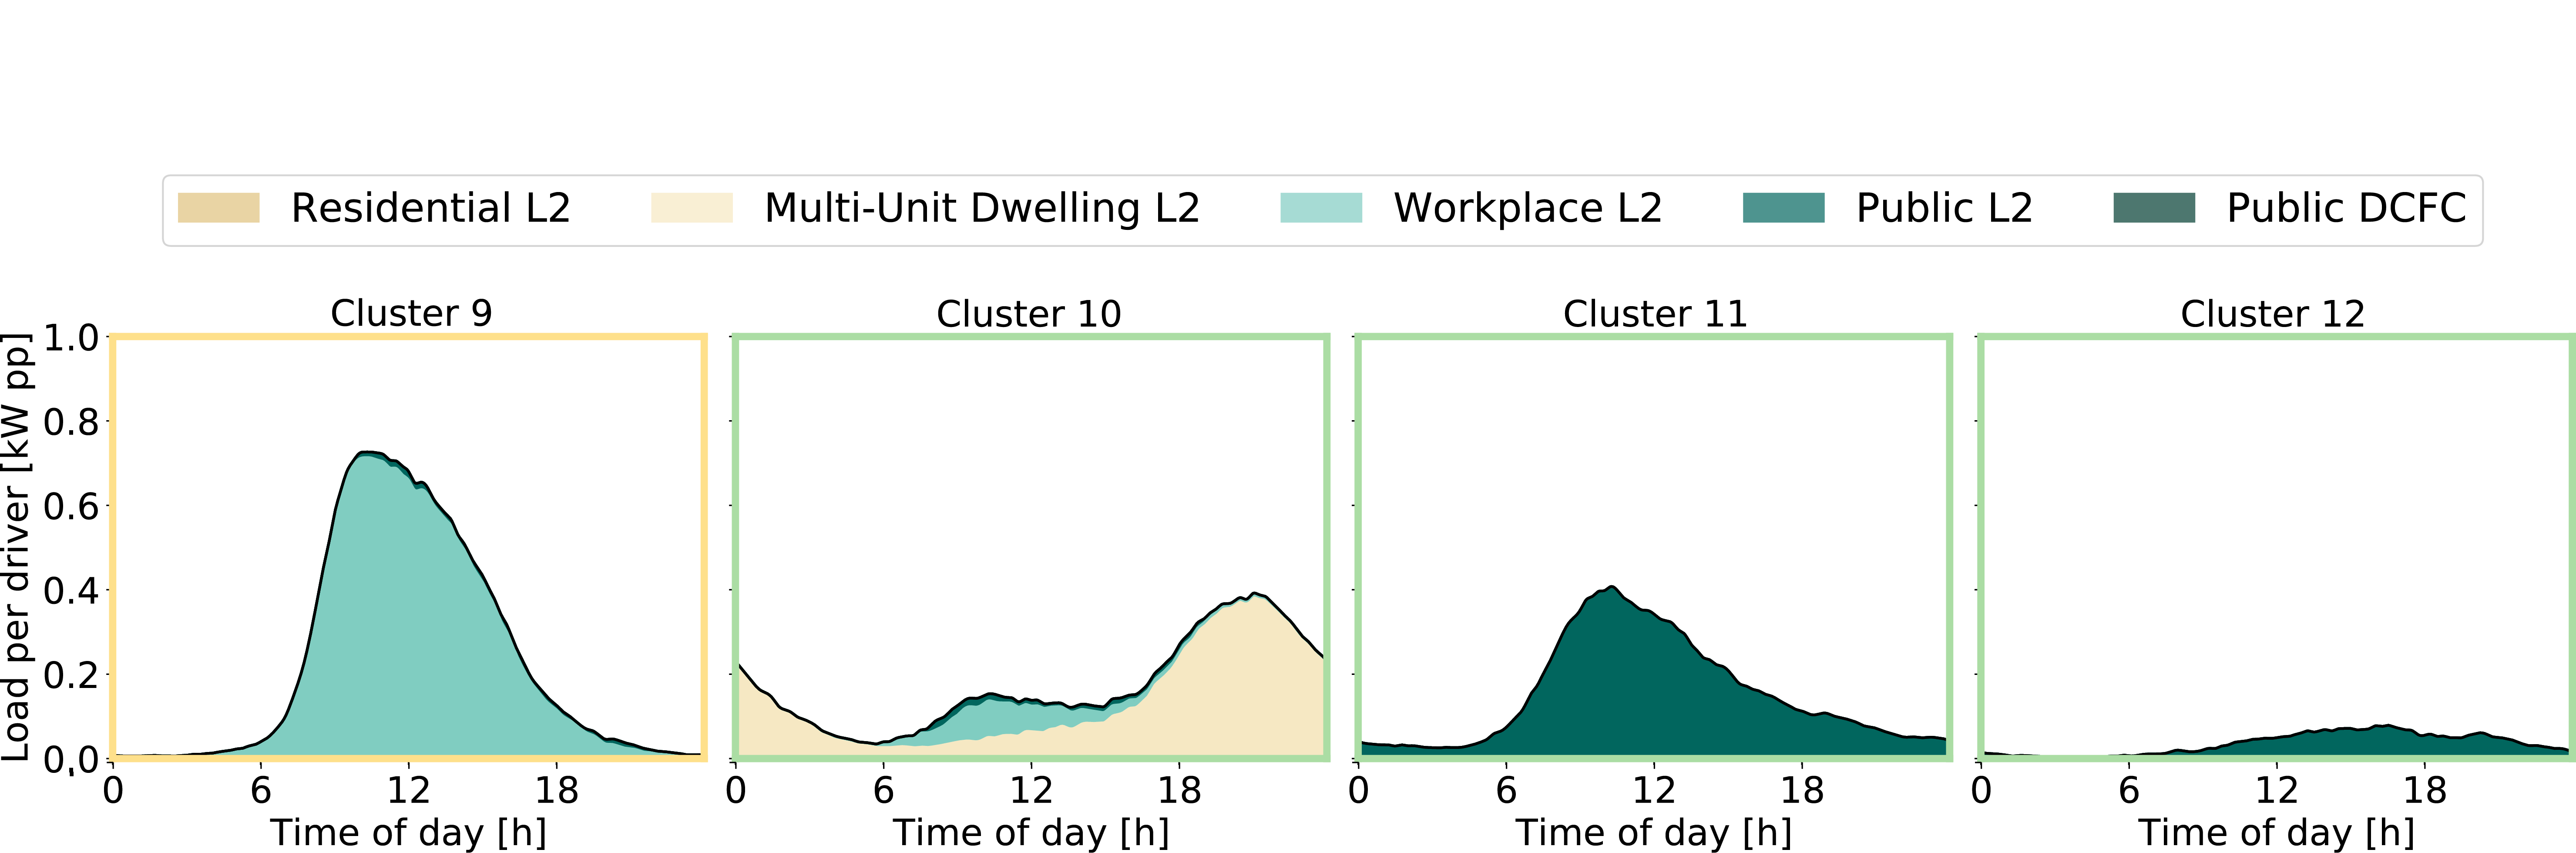 Residential L2 Multi-Unit Dwelling L2 Workplace L2 Public L2 Public DCFC
Cluster 9 Cluster 10 Cluster 11 Cluster 12
Load per driver [kW pp]
1.0
0.8
0.6
0.4
0.2
0.0
0 6 12 18 0 6 12 18 0 6 12 18 0 6 12 18
Time of day [h] Time of day [h] Time of day [h] Time of day [h]